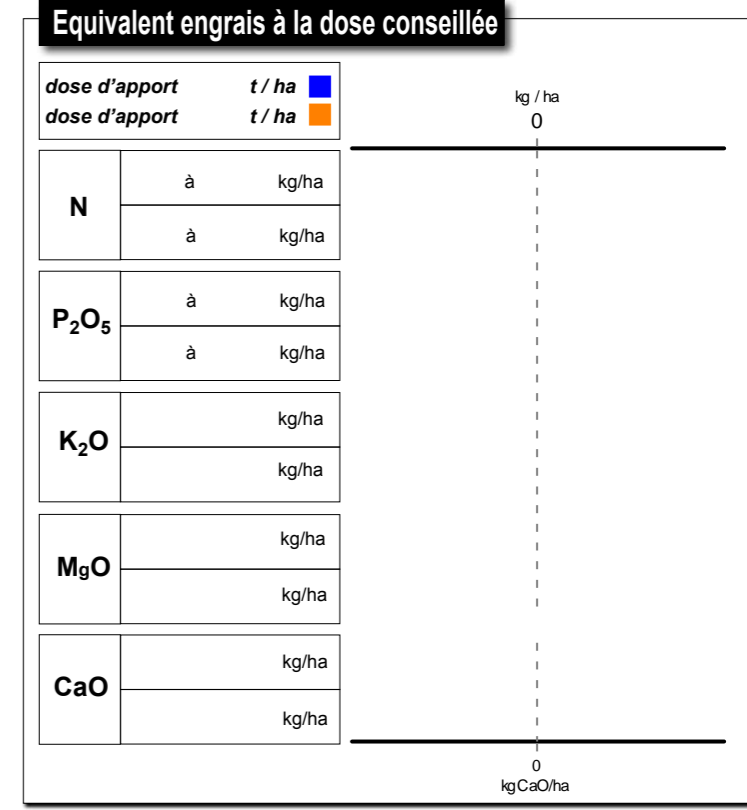 Equivalent engrais à la dose conseillée
dose d’apport t / ha
dose d’apport t / ha
kg / ha
0
N
à kg/ha
à kg/ha
P₂O₅
à kg/ha
à kg/ha
K₂O
kg/ha
kg/ha
MgO
kg/ha
kg/ha
CaO
kg/ha
kg/ha
0
kgCaO/ha